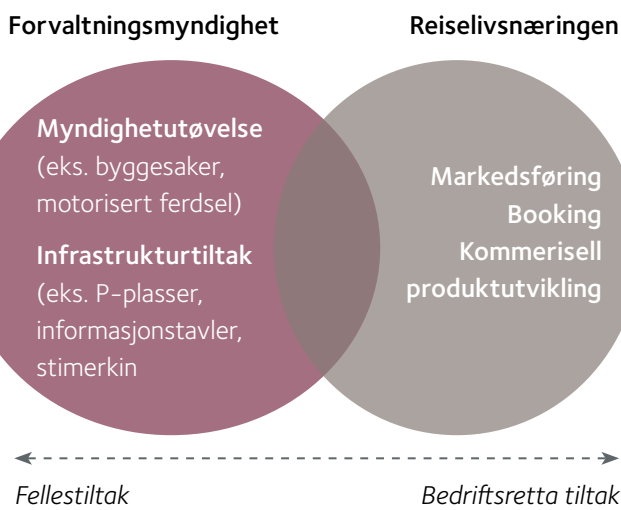 Forvaltningsmyndighet
Reiselivsnæringen
Myndighetutøvelse
(eks. byggesaker,
motorisert ferdsel)
Infrastrukturtiltak
(eks. P-plasser,
informasjonstavler,
stimerkin
Markedsføring
Booking
Kommerisell
produktutvikling
Fellestiltak
Bedriftsretta tiltak